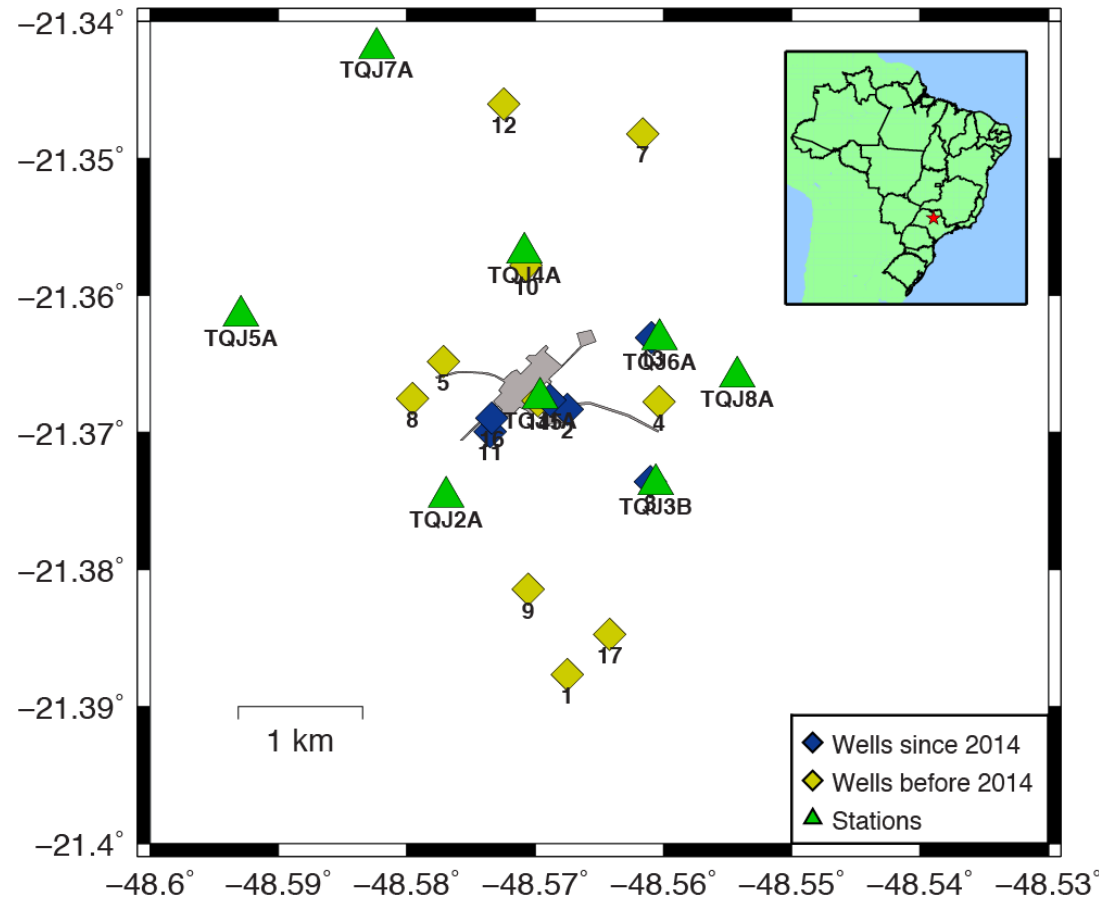 −21.34°
TQJ7A
12
7
−21.35°
TQJ4A
10
−21.36°
TQJ5A
13
TQJ6A
5
TQJ8A
8
4
2
−21.37°
16
11
3
TQJ3B
TQJ2A
−21.38°
9
17
1
−21.39°
1 km
Wells since 2014
Wells before 2014
Stations
−21.4°
−48.6° −48.59° −48.58° −48.57° −48.56° −48.55° −48.54° −48.53°